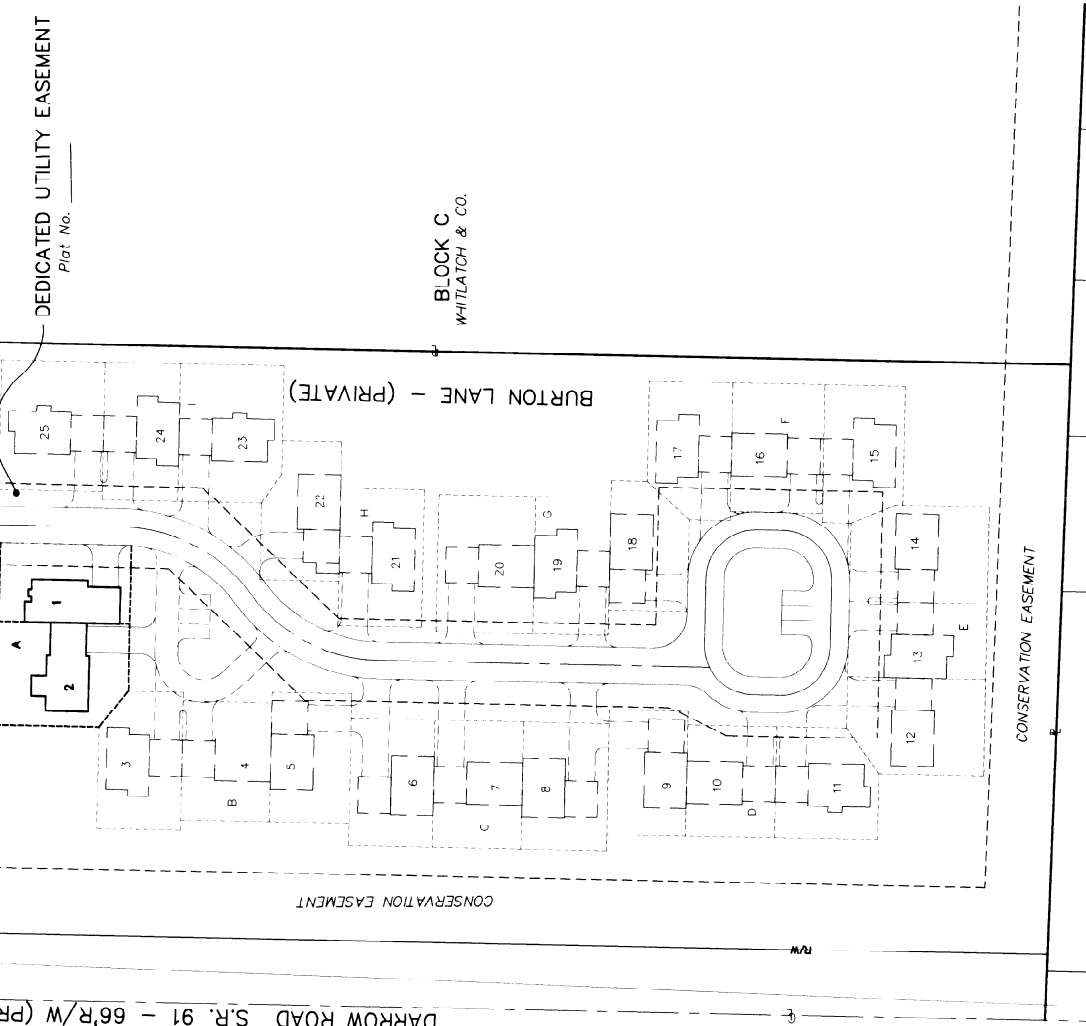 DEDICATED UTILITY EASEMENT
Plat No.
BLOCK C
WHITLATCH & CO.
BURTON LANE - (PRIVATE)
25
24
I
23
22
H
21
20
G
19
18
17
F
16
15
14
E
13
12
A
1
2
3
4
B
5
6
7
C
8
9
10
D
11
CONSERVATION EASEMENT
CONSERVATION EASEMENT
R/W
DARROW ROAD S.R. 91 - 66'R/W (PR